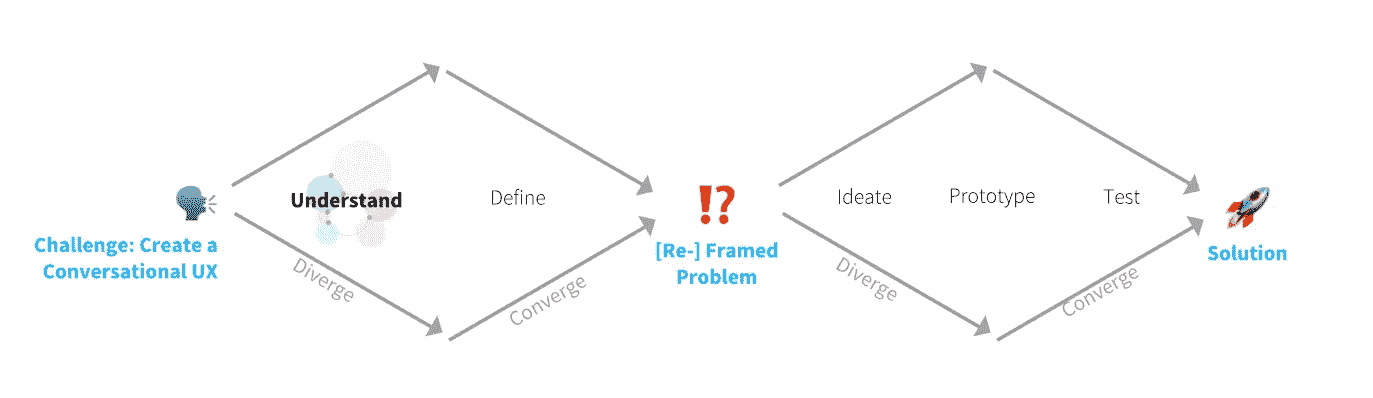 Understand
Define
Ideate
Prototype
Test
Challenge: Create a
Conversational UX
[Re-] Framed
Problem
Solution
Diverge
Converge
Diverge
Converge